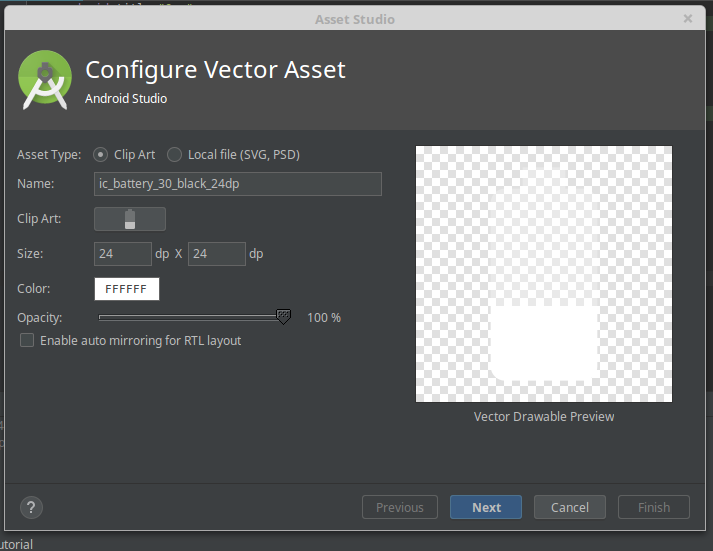 Asset Studio
Configure Vector Asset
Android Studio
Asset Type: Clip Art Local file (SVG, PSD)
Name: ic_battery_30_black_24dp
Clip Art:
Size: 24 dp X 24 dp
Color: FFFFFF
Opacity: 100 %
Enable auto mirroring for RTL layout
Vector Drawable Preview
? Previous Next Cancel Finish
utorial